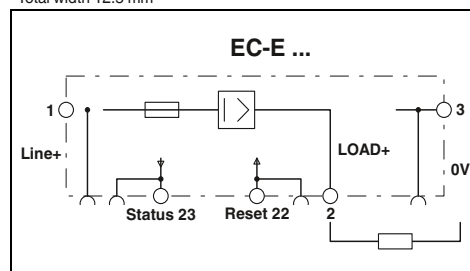 Total width 12.5 mm
EC-E ...
1
3
Line+
LOAD+
0V
Status 23
Reset 22
2